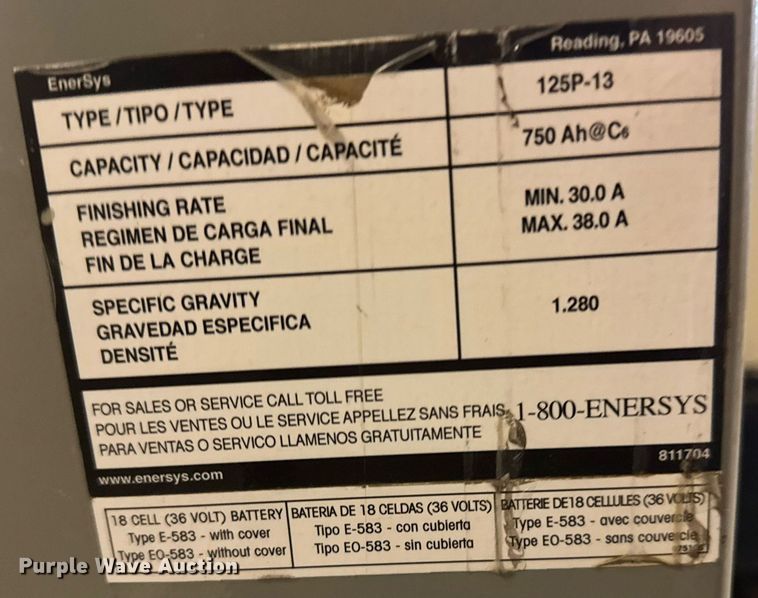 EnerSys Reading, PA 19605
TYPE / TIPO / TYPE 125P-13
CAPACITY / CAPACIDAD / CAPACITÉ 750 Ah@C6
FINISHING RATE MIN. 30.0 A
REGIMEN DE CARGA FINAL MAX. 38.0 A
FIN DE LA CHARGE
SPECIFIC GRAVITY
GRAVEDAD ESPECIFICA 1.280
DENSITÉ
FOR SALES OR SERVICE CALL TOLL FREE
POUR LES VENTES OU LE SERVICE APPELLEZ SANS FRAIS 1-800-ENERSYS
PARA VENTAS O SERVICO LLAMENOS GRATUITAMENTE
811704
www.enersys.com
18 CELL (36 VOLT) BATTERY
Type E-583 - with cover
Type EO-583 - without cover
BATERIA DE 18 CELDAS (36 VOLTS)
Tipo E-583 - con cubierta
Tipo EO-583 - sin cubierta
BATTERIE DE 18 CELLULES (36 VOLTS)
Type E-583 - avec couvercle
Type EO-583 - sans couvercle
Purple Wave Auction